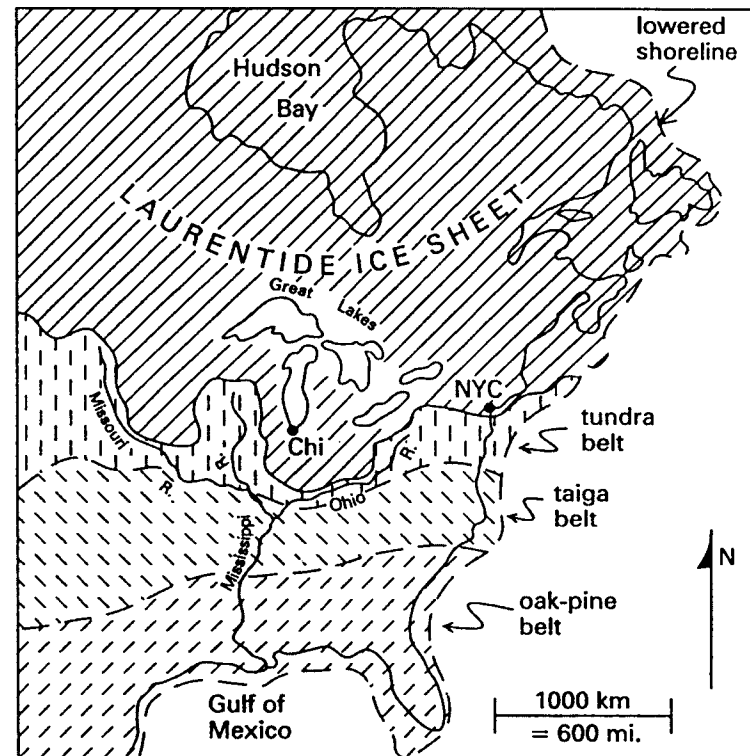 lowered
shoreline
Hudson
Bay
LAURENTIDE ICE SHEET
Great
Lakes
NYC
Missouri
R.
R.
Chi
R.
Ohio
tundra
belt
taiga
belt
Mississippi
N
oak-pine
belt
Gulf of
Mexico
1000 km
= 600 mi.